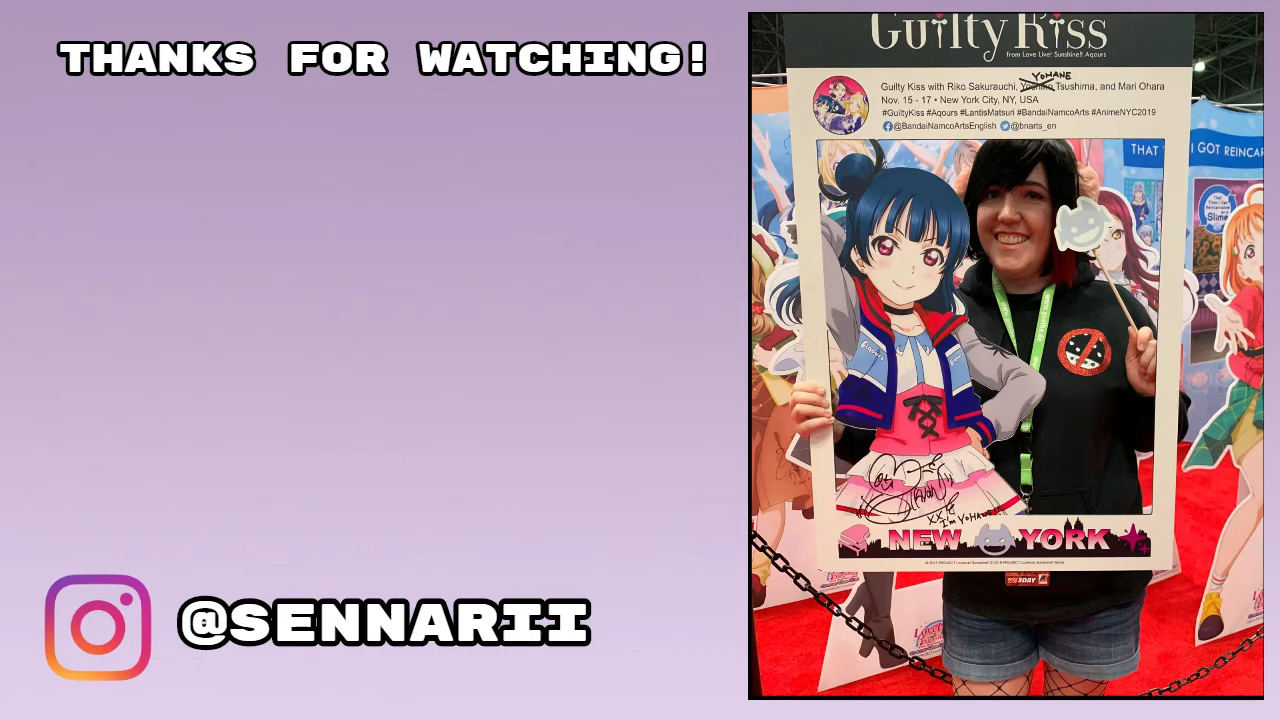 THANKS FOR WATCHING!
GUiLty KiSS
from Love Live! Sunshine!! Aqours
YOHANE
Guilty Kiss with Riko Sakurauchi, Yoshiko Tsushima, and Mari Ohara
Nov. 15 - 17 • New York City, NY, USA
#GuiltyKiss #Aqours #LantisMatsuri #BandaiNamcoArts #AnimeNYC2019
@BandaiNamcoArtsEnglish @bnarts_en
THAT
I GOT REINCAR
Slime
Aqours
XX
I'm YOHANE!!
NEW YORK
3DAY
@SENNARII